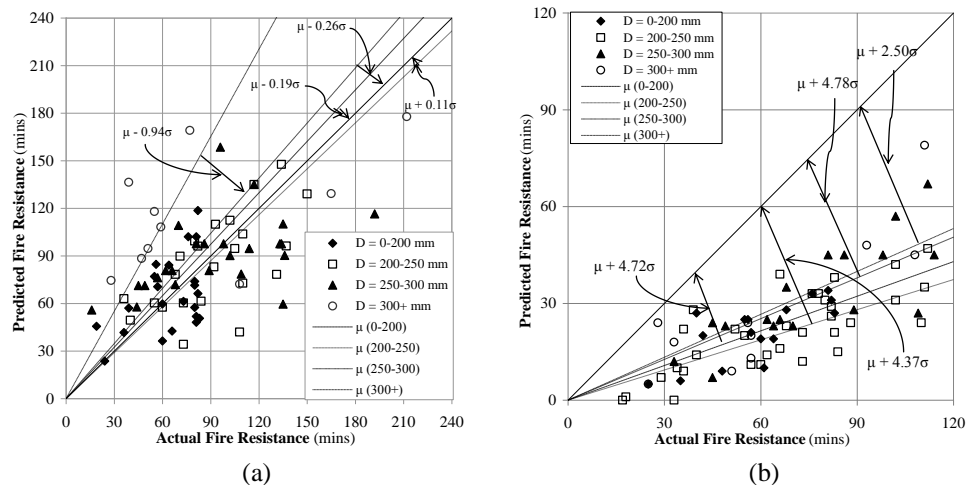 240
210
180
150
120
90
60
30
0
Predicted Fire Resistance (mins)
0 30 60 90 120 150 180 210 240
Actual Fire Resistance (mins)
μ - 0.26σ
μ - 0.19σ
μ + 0.11σ
μ - 0.94σ
D = 0-200 mm
D = 200-250 mm
D = 250-300 mm
D = 300+ mm
μ (0-200)
μ (200-250)
μ (250-300)
μ (300+)
(a)
120
90
60
30
0
Predicted Fire Resistance (mins)
0 30 60 90 120
Actual Fire Resistance (mins)
D = 0-200 mm
D = 200-250 mm
D = 250-300 mm
D = 300+ mm
μ (0-200)
μ (200-250)
μ (250-300)
μ (300+)
μ + 2.50σ
μ + 4.78σ
μ + 4.72σ
μ + 4.37σ
(b)